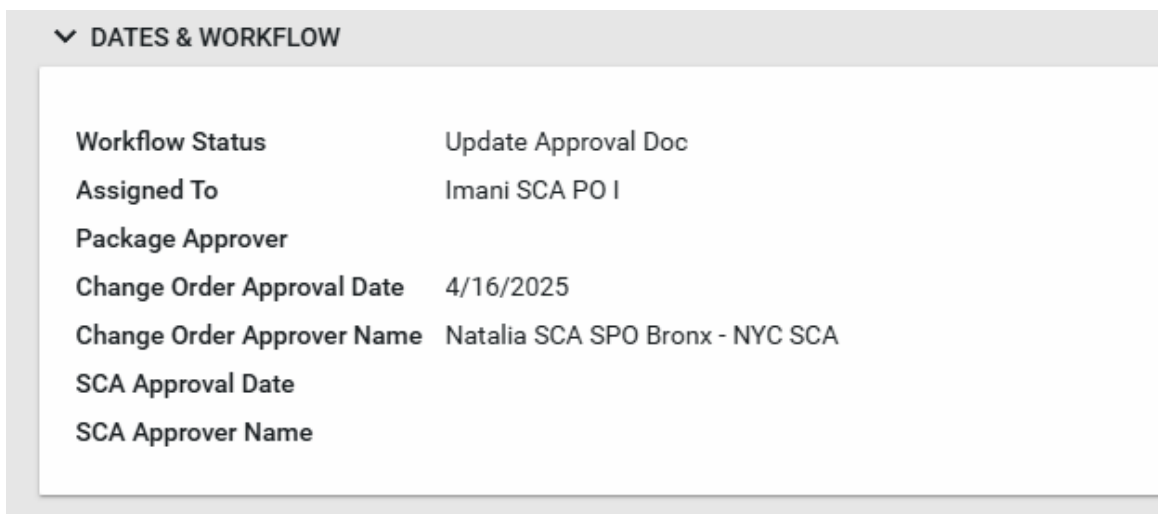 DATES & WORKFLOW
Workflow Status Update Approval Doc
Assigned To Imani SCA PO I
Package Approver
Change Order Approval Date 4/16/2025
Change Order Approver Name Natalia SCA SPO Bronx - NYC SCA
SCA Approval Date
SCA Approver Name